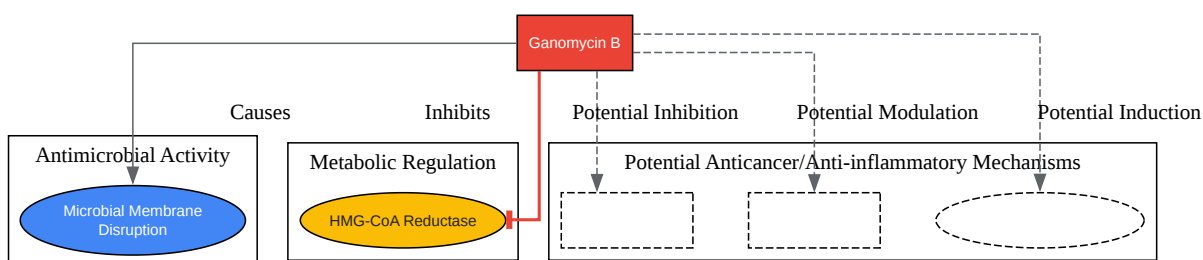 Ganomycin B
Causes
Inhibits
Potential Inhibition
Potential Modulation
Potential Induction
Antimicrobial Activity
Metabolic Regulation
Potential Anticancer/Anti-inflammatory Mechanisms
Microbial Membrane
Disruption
HMG-CoA Reductase